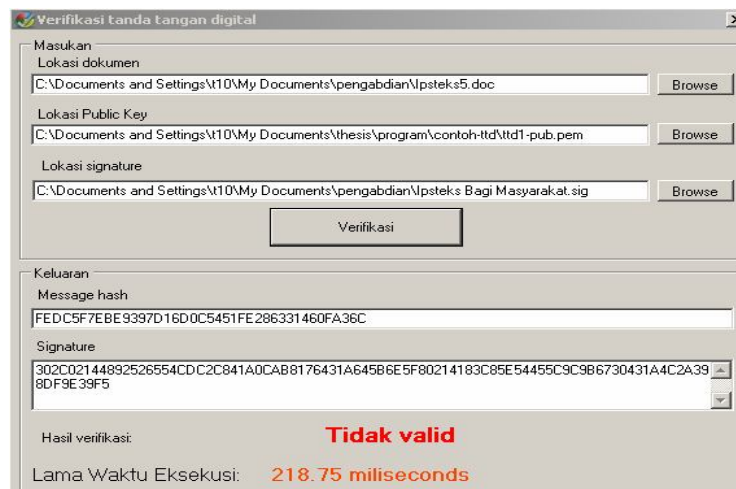 Verifikasi tanda tangan digital
Masukan
Lokasi dokumen
C:\Documents and Settings\t10\My Documents\pengabdian\Ipsteks5.doc
Browse
Lokasi Public Key
C:\Documents and Settings\t10\My Documents\thesis\program\contoh-ttd\ttd1-pub.pem
Browse
Lokasi signature
C:\Documents and Settings\t10\My Documents\pengabdian\Ipsteks Bagi Masyarakat.sig
Browse
Verifikasi
Keluaran
Message hash
FEDC5F7EBE9397D16D0C5451FE286331460FA36C
Signature
302C02144892526554CDC2C841A0CAB8176431A645B6E5F80214183C85E54455C9C9B6730431A4C2A39
8DF9E39F5
Hasil verifikasi: Tidak valid
Lama Waktu Eksekusi: 218.75 miliseconds